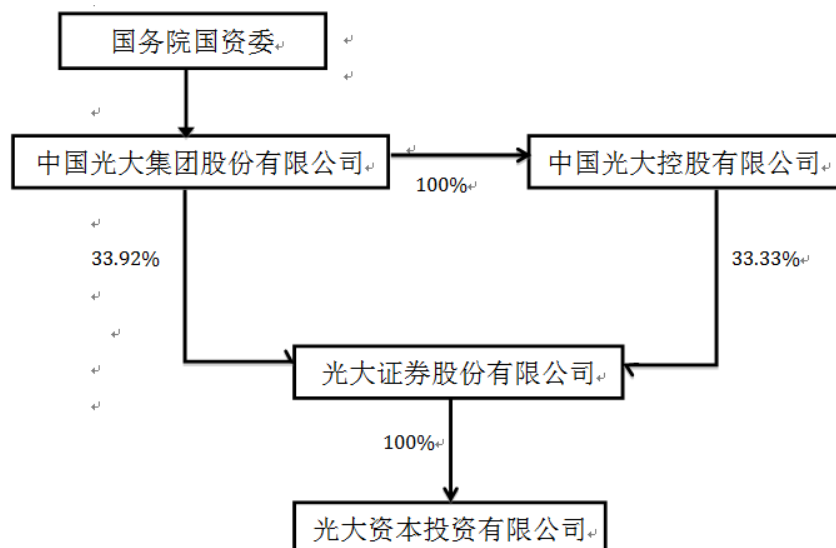 国务院国资委
中国光大集团股份有限公司
100%
中国光大控股有限公司
33.92%
33.33%
光大证券股份有限公司
100%
光大资本投资有限公司